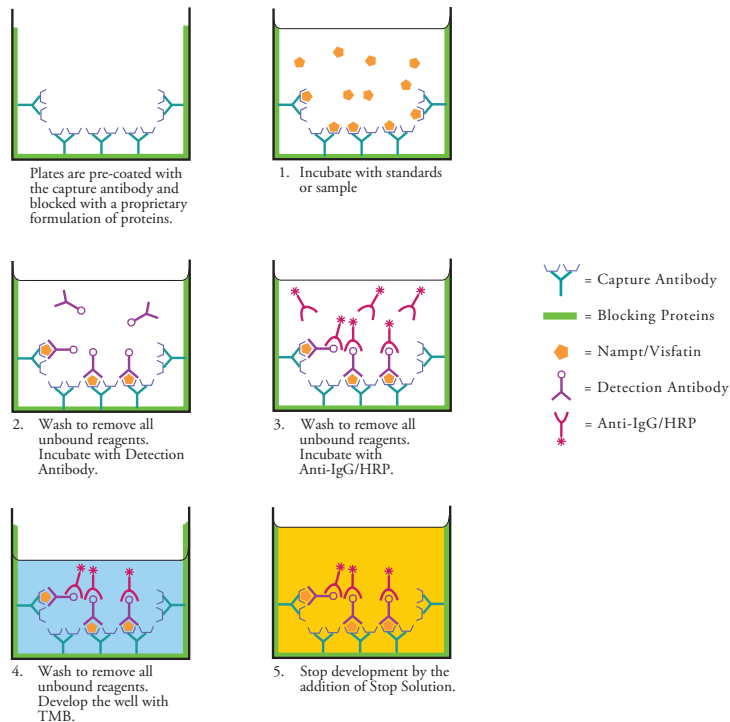 Plates are pre-coated with
the capture antibody and
blocked with a proprietary
formulation of proteins.
1. Incubate with standards
or sample
2. Wash to remove all
unbound reagents.
Incubate with Detection
Antibody.
3. Wash to remove all
unbound reagents.
Incubate with
Anti-IgG/HRP.
= Capture Antibody
= Blocking Proteins
= Nampt/Visfatin
= Detection Antibody
= Anti-IgG/HRP
4. Wash to remove all
unbound reagents.
Develop the well with
TMB.
5. Stop development by the
addition of Stop Solution.